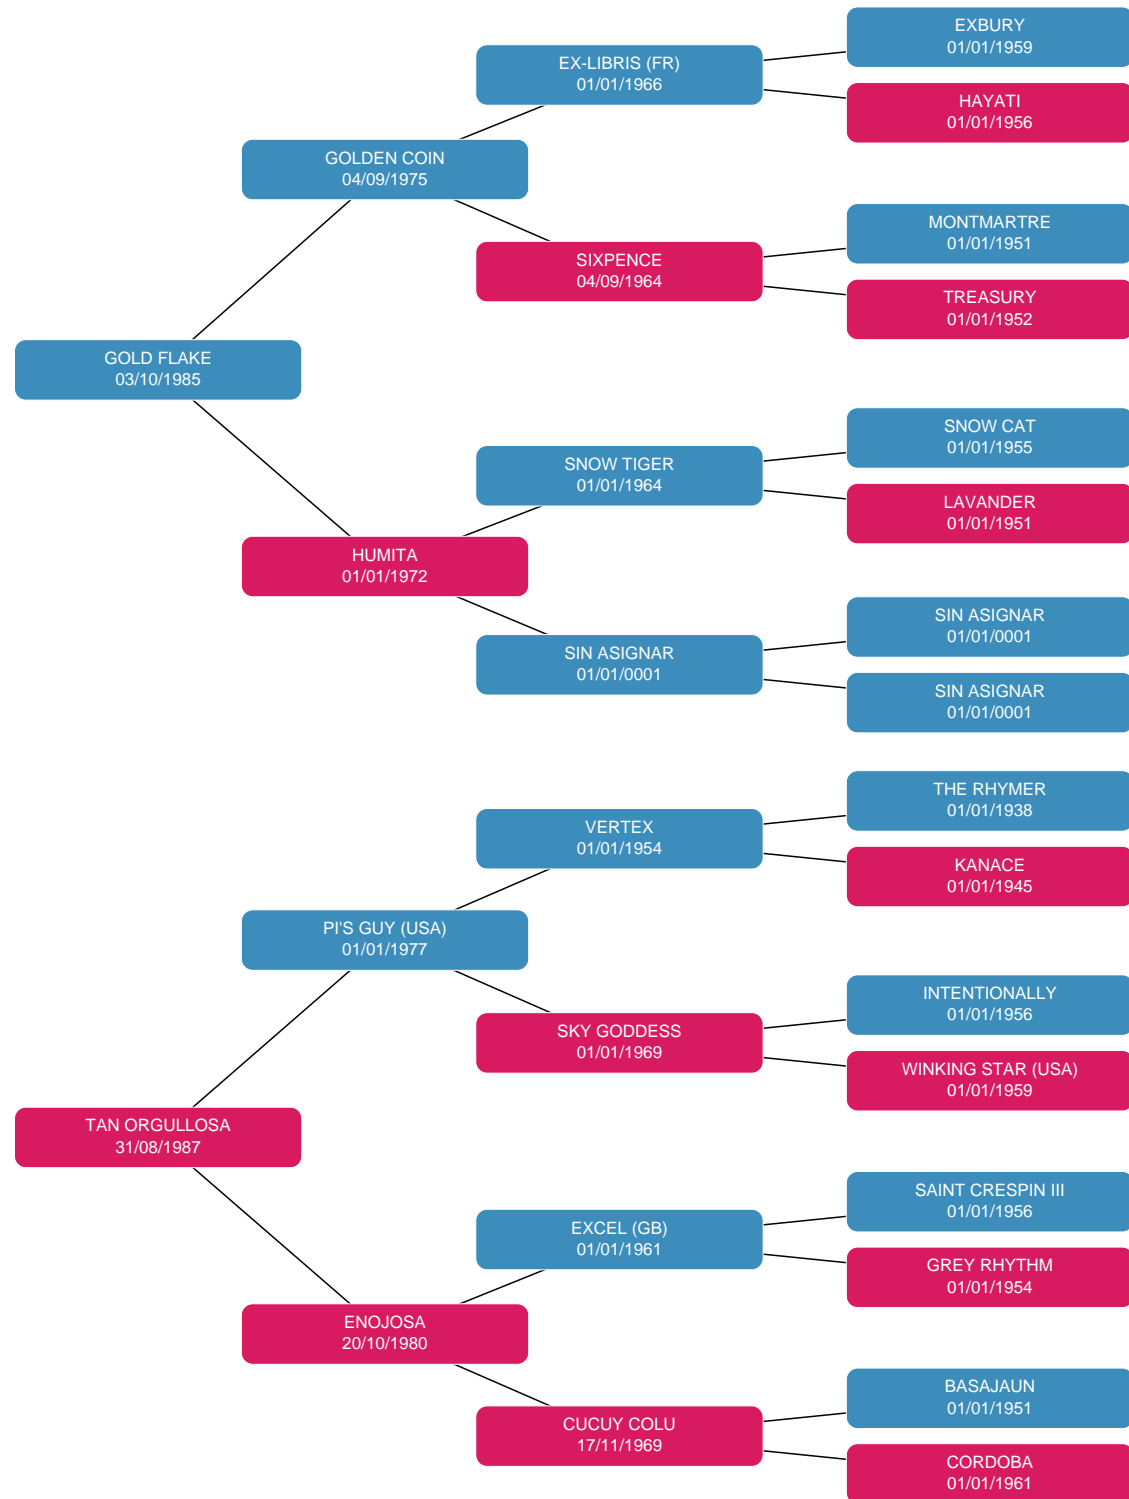 EXBURY
01/01/1959
EX-LIBRIS (FR)
01/01/1966
HAYATI
01/01/1956
GOLDEN COIN
04/09/1975
MONTMARTRE
01/01/1951
SIXPENCE
04/09/1964
TREASURY
01/01/1952
GOLD FLAKE
03/10/1985
SNOW CAT
01/01/1955
SNOW TIGER
01/01/1964
LAVANDER
01/01/1951
HUMITA
01/01/1972
SIN ASIGNAR
01/01/0001
SIN ASIGNAR
01/01/0001
SIN ASIGNAR
01/01/0001
THE RHYMER
01/01/1938
VERTEX
01/01/1954
KANACE
01/01/1945
PI'S GUY (USA)
01/01/1977
INTENTIONALLY
01/01/1956
SKY GODDESS
01/01/1969
WINKING STAR (USA)
01/01/1959
TAN ORGULLOSA
31/08/1987
SAINT CRESPIN III
01/01/1956
EXCEL (GB)
01/01/1961
GREY RHYTHM
01/01/1954
ENOJOSA
20/10/1980
BASAJAUN
01/01/1951
CUCUY COLU
17/11/1969
CORDOBA
01/01/1961